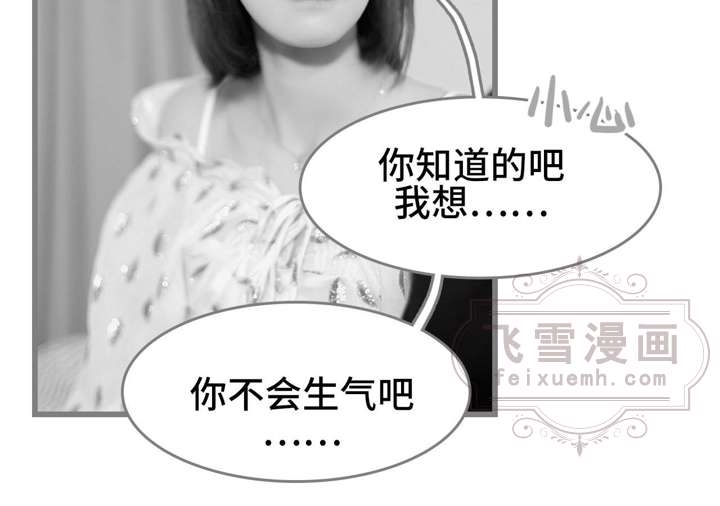 小心
你知道的吧
我想……
飞雪漫画
feixuemh.com
你不会生气吧
……